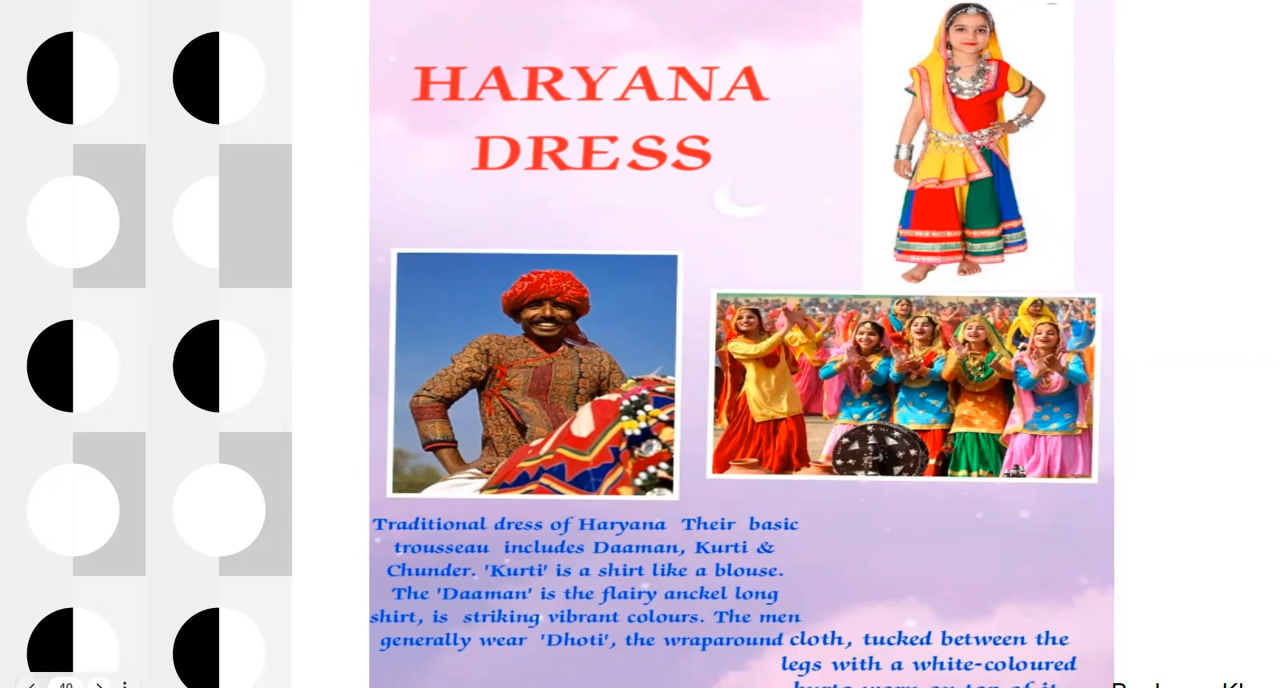 HARYANA
DRESS
Traditional dress of Haryana Their basic
trousseau includes Daaman, Kurti &
Chunder. 'Kurti' is a shirt like a blouse.
The 'Daaman' is the flairy anckel long
shirt, is striking vibrant colours. The men
generally wear 'Dhoti', the wraparound cloth, tucked between the
legs with a white-coloured